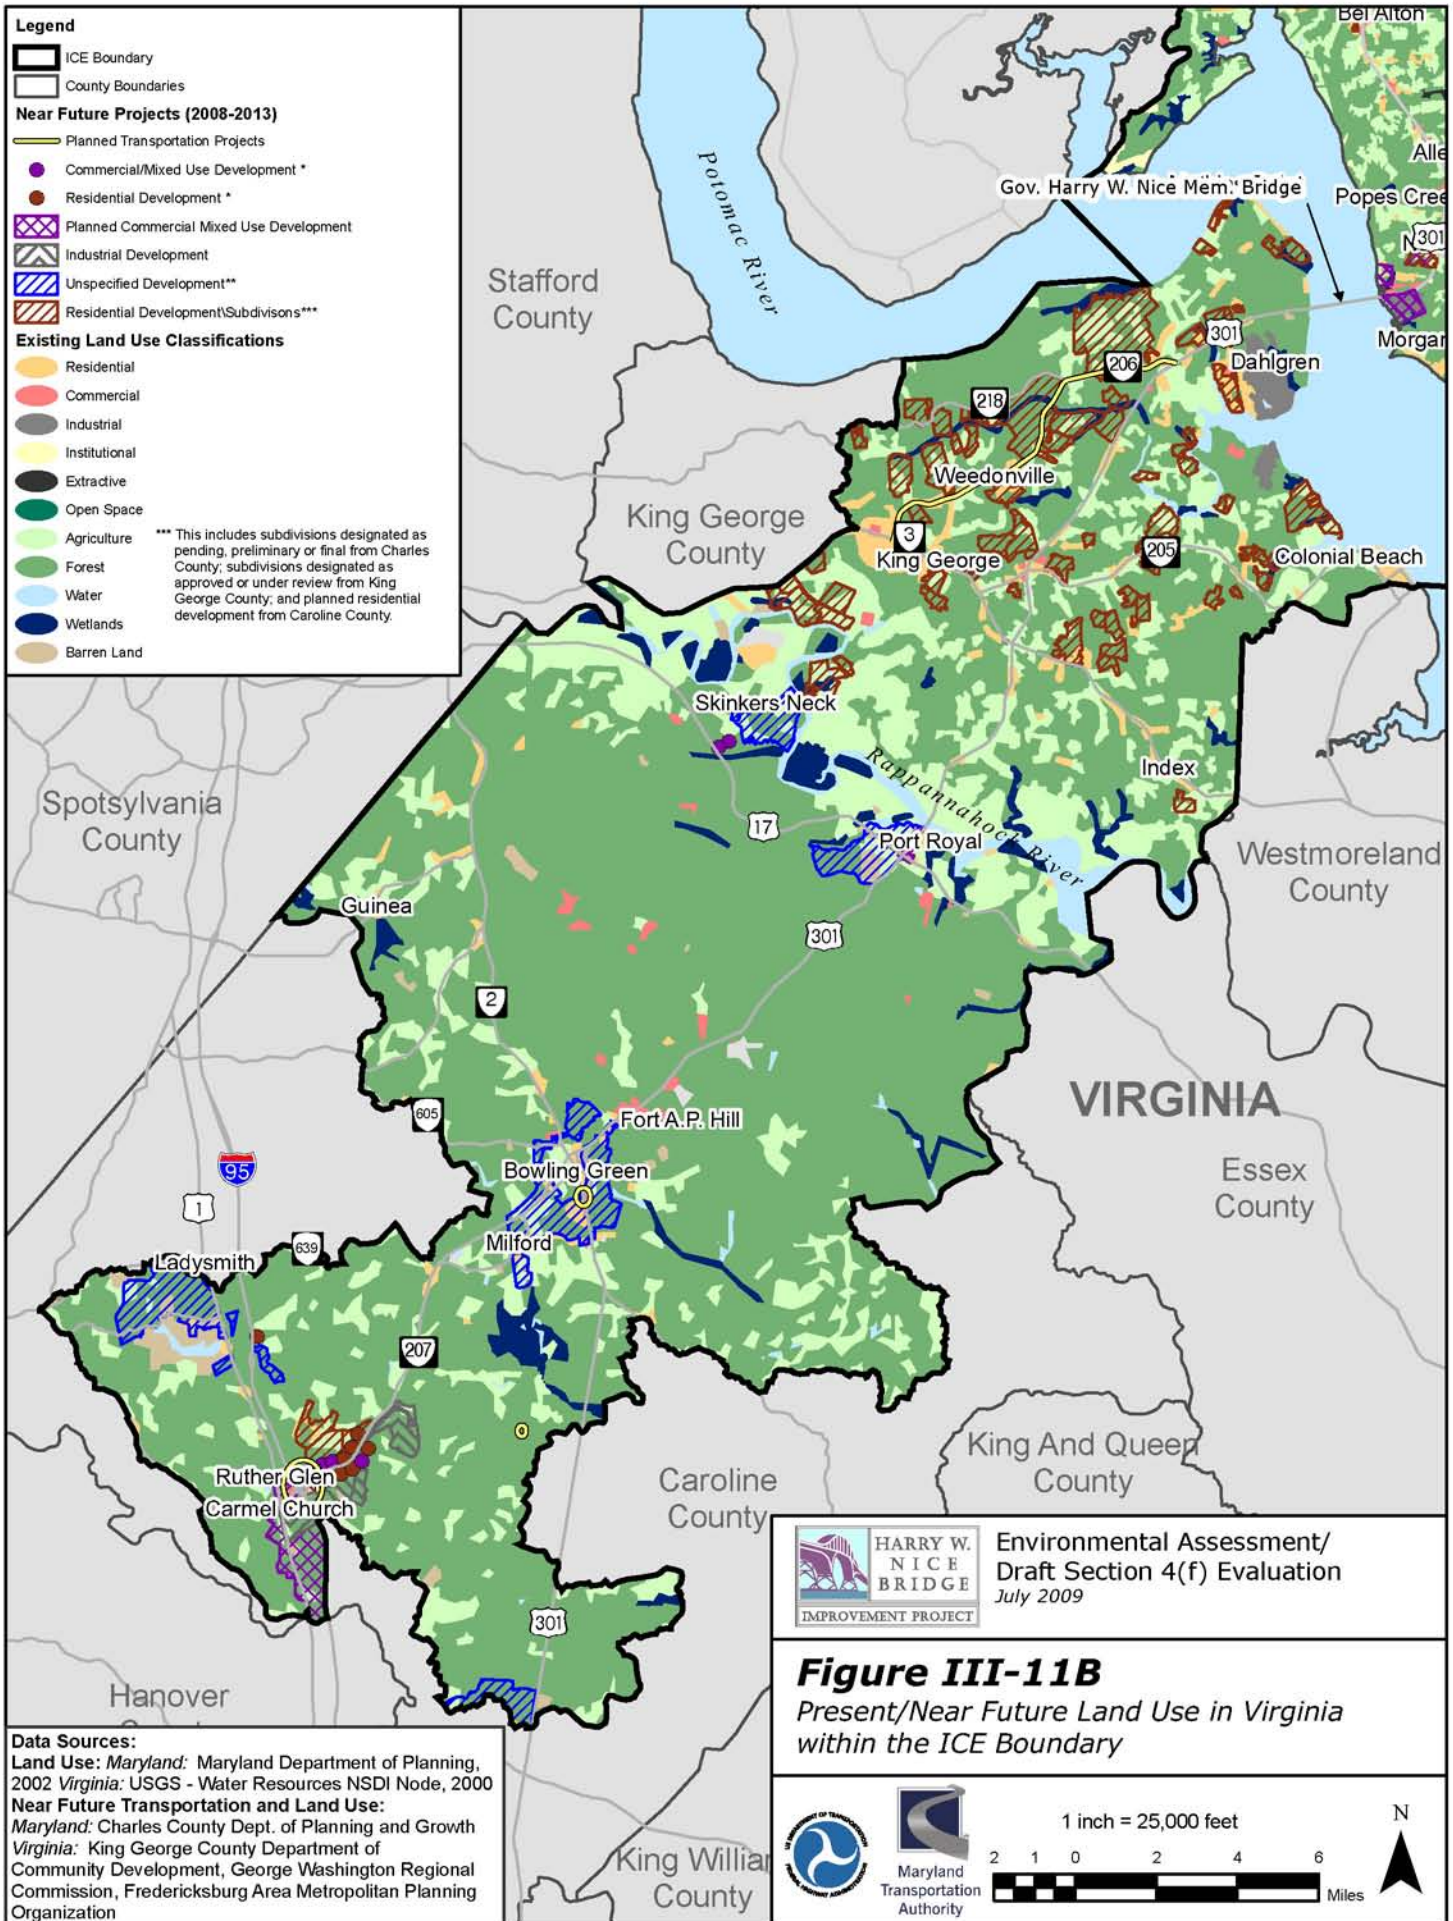 Legend
ICE Boundary
County Boundaries
Near Future Projects (2008-2013)
Planned Transportation Projects
Commercial/Mixed Use Development *
Residential Development *
Planned Commercial Mixed Use Development
Industrial Development
Unspecified Development**
Residential Development\Subdivisons***
Existing Land Use Classifications
Residential
Commercial
Industrial
Institutional
Extractive
Open Space
Agriculture
Forest
Water
Wetlands
Barren Land
*** This includes subdivisions designated as
pending, preliminary or final from Charles
County; subdivisions designated as
approved or under review from King
George County; and planned residential
development from Caroline County.
Bel Alton
Potomac River
Alle
Gov. Harry W. Nice Mem. Bridge
Popes Cree
301
Stafford
County
Morgan
301
Dahlgren
206
218
Weedonville
King George
County
3
King George
205
Colonial Beach
Skinkers Neck
Rappannahock River
Index
Spotsylvania
County
17
Port Royal
Westmoreland
County
Guinea
301
2
VIRGINIA
605
Fort A.P. Hill
95
Bowling Green
Essex
County
1
Milford
639
Ladysmith
207
King And Queen
County
Ruther Glen
Carmel Church
Caroline
County
301
Hanover
King William
County
HARRY W.
NICE
BRIDGE
IMPROVEMENT PROJECT
Environmental Assessment/
Draft Section 4(f) Evaluation
July 2009
Figure III-11B
Present/Near Future Land Use in Virginia
within the ICE Boundary
Data Sources:
Land Use: Maryland: Maryland Department of Planning,
2002 Virginia: USGS - Water Resources NSDI Node, 2000
Near Future Transportation and Land Use:
Maryland: Charles County Dept. of Planning and Growth
Virginia: King George County Department of
Community Development, George Washington Regional
Commission, Fredericksburg Area Metropolitan Planning
Organization
Maryland
Transportation
Authority
1 inch = 25,000 feet
2 1 0 2 4 6
Miles
N